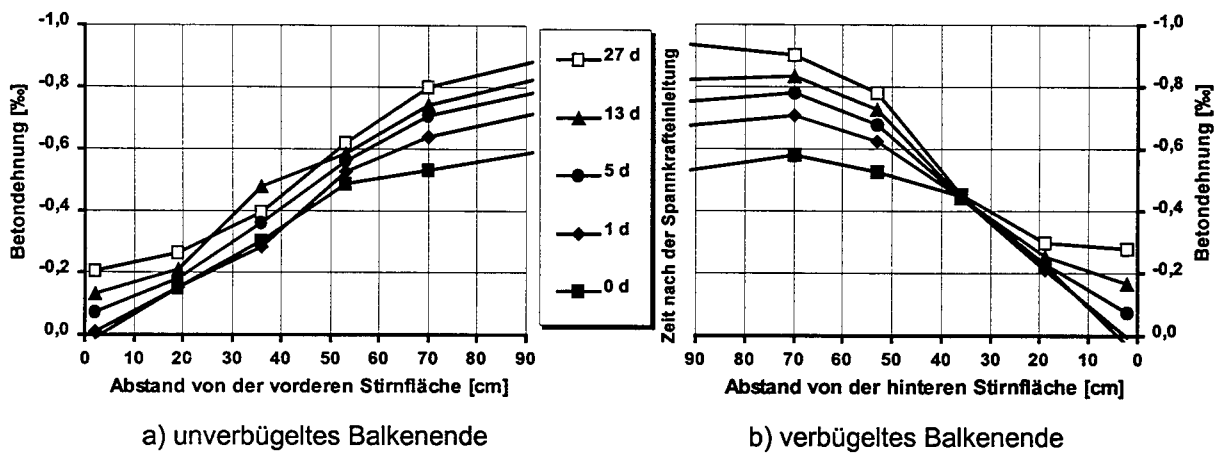 -1,0
-0,8
-0,6
-0,4
-0,2
0,0
Betondehnung [‰]
0 10 20 30 40 50 60 70 80 90
Abstand von der vorderen Stirnfläche [cm]
a) unverbügeltes Balkenende
27 d
13 d
5 d
1 d
0 d
Zeit nach der Spannkrafteinleitung
-1,0
-0,8
-0,6
-0,4
-0,2
0,0
Betondehnung [‰]
90 80 70 60 50 40 30 20 10 0
Abstand von der hinteren Stirnfläche [cm]
b) verbügeltes Balkenende